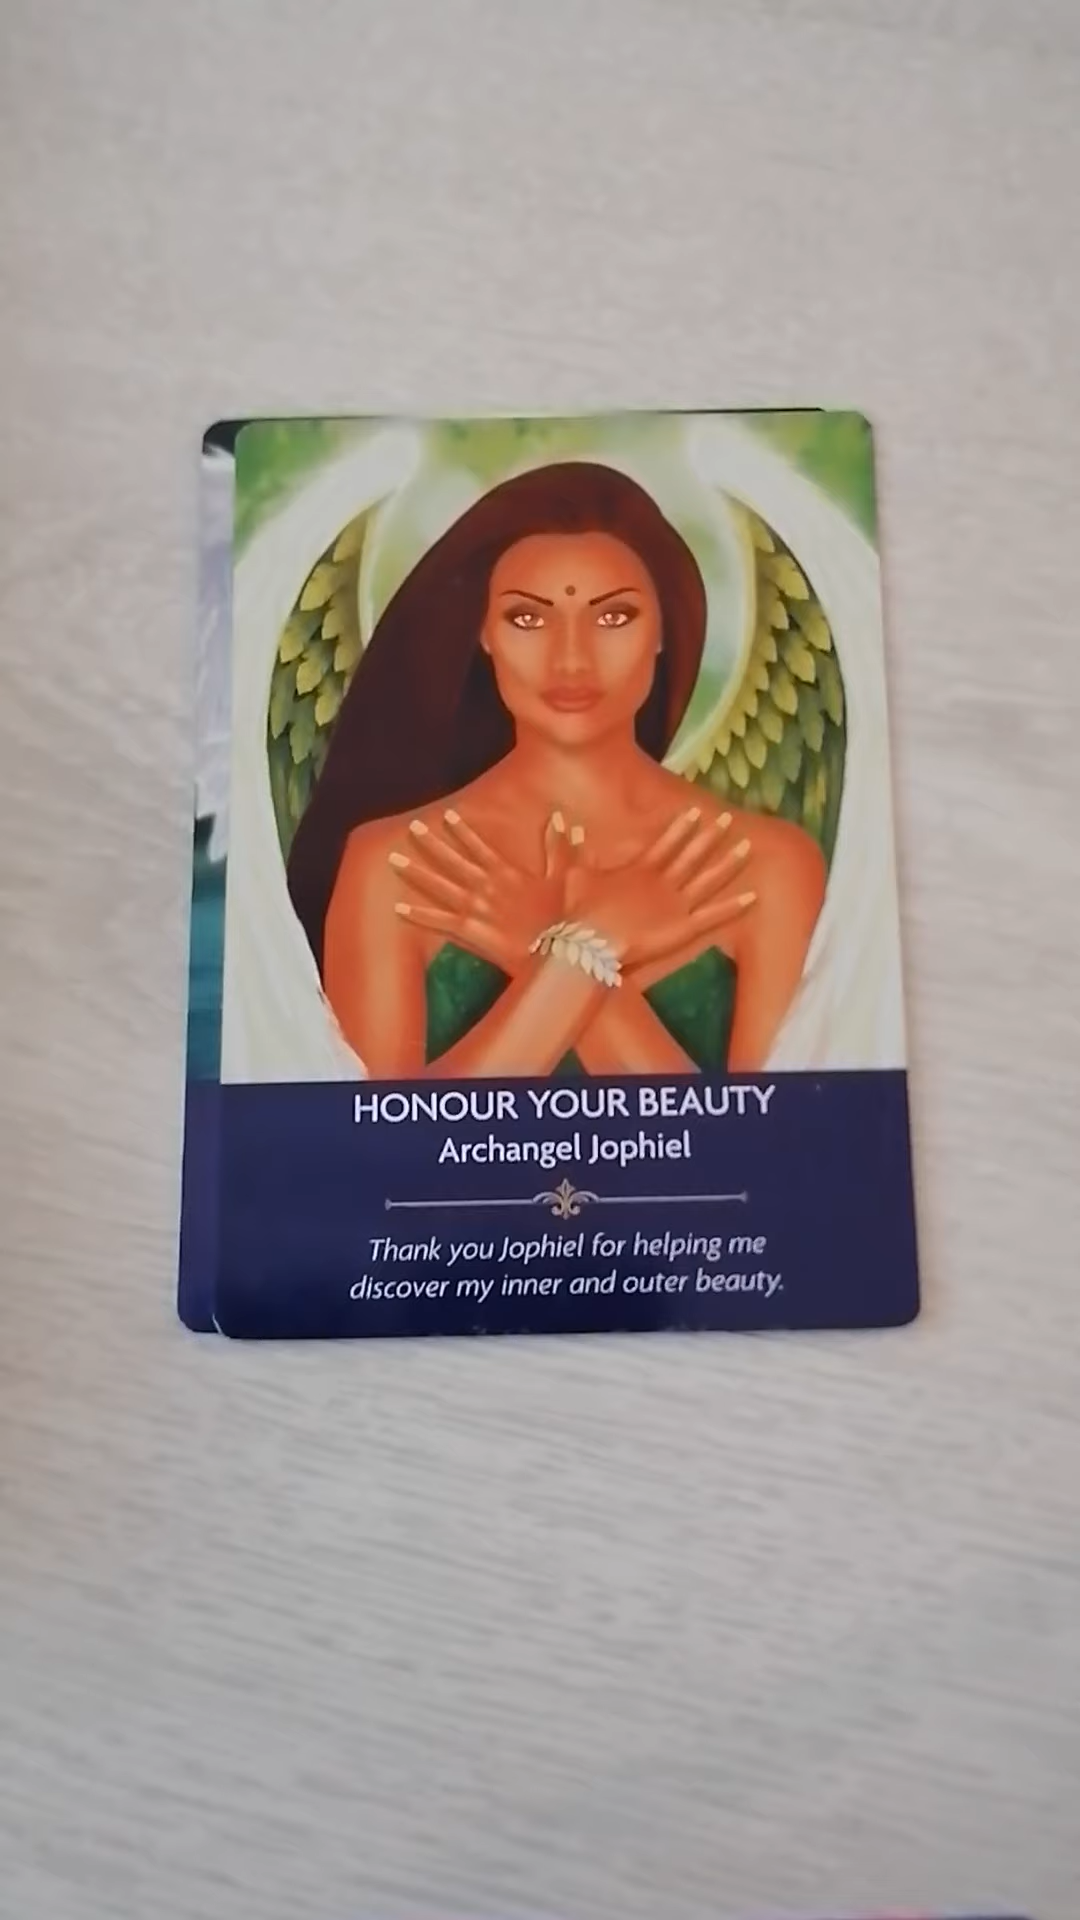 HONOUR YOUR BEAUTY
Archangel Jophiel
Thank you Jophiel for helping me
discover my inner and outer beauty.